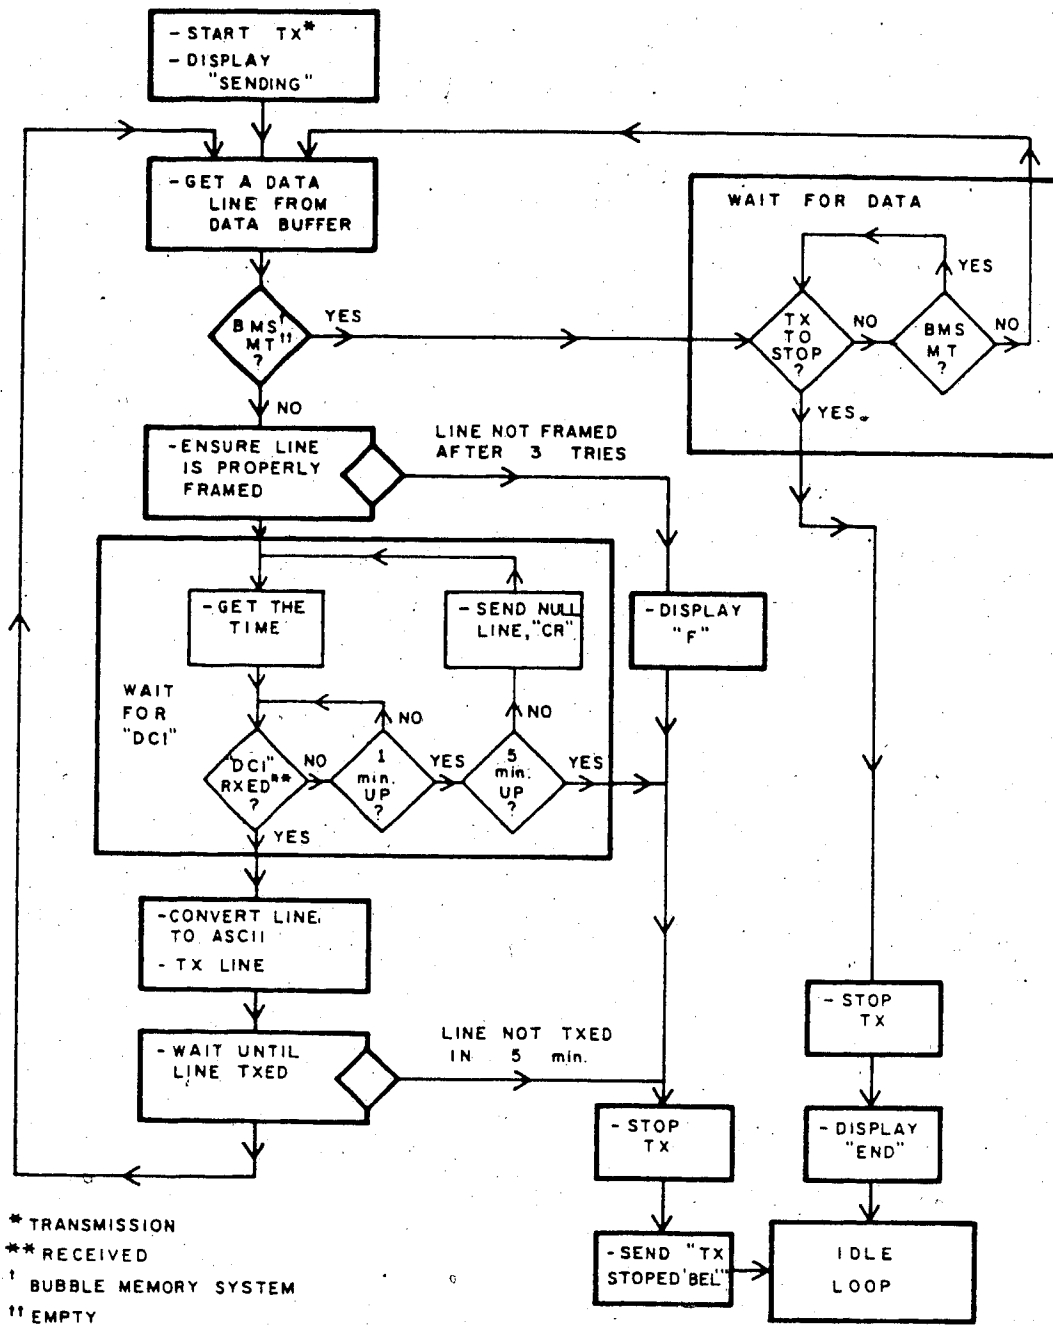 - START TX*
- DISPLAY
"SENDING"
- GET A DATA
LINE FROM
DATA BUFFER
WAIT FOR DATA
YES
TX
TO
STOP
?
NO
BMS
MT
?
NO
YES
BMS†
MT††
?
YES
NO
- ENSURE LINE
IS PROPERLY
FRAMED
LINE NOT FRAMED
AFTER 3 TRIES
- GET THE
TIME
- SEND NULL
LINE, "CR"
- DISPLAY
"F"
WAIT
FOR
"DCI"
NO
NO
"DCI"
RXED**
?
NO
1
min.
UP
?
YES
5
min.
UP
?
YES
YES
- CONVERT LINE
TO ASCII
- TX LINE
- STOP
TX
- WAIT UNTIL
LINE TXED
LINE NOT TXED
IN 5 min.
- STOP
TX
- DISPLAY
"END"
- SEND "TX
STOPED'BEL'"
IDLE
LOOP
* TRANSMISSION
** RECEIVED
† BUBBLE MEMORY SYSTEM
†† EMPTY